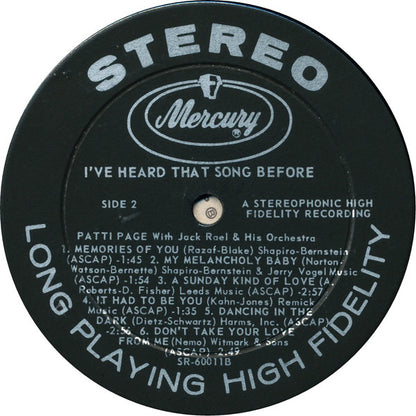 STEREO
Mercury
®
I'VE HEARD THAT SONG BEFORE
SIDE 2
A STEREOPHONIC HIGH
FIDELITY RECORDING
PATTI PAGE With Jack Rael & His Orchestra
1. MEMORIES OF YOU (Razaf-Blake) Shapiro-Bernstein
(ASCAP) -1:45 2. MY MELANCHOLY BABY (Norton-
Watson-Bernette) Shapiro-Bernstein & Jerry Vogel Music
(ASCAP) -1:54 3. A SUNDAY KIND OF LOVE (A.
Roberts-D. Fisher) Leeds Music (ASCAP) -2:57
4. IT HAD TO BE YOU (Kahn-Jones) Remick
Music (ASCAP) -1:35 5. DANCING IN THE
DARK (Dietz-Schwartz) Harms, Inc. (ASCAP)
-2:56 6. DON'T TAKE YOUR LOVE
FROM ME (Nemo) Witmark & Sons
(ASCAP) -2:49
SR-60011B
LONG PLAYING HIGH FIDELITY